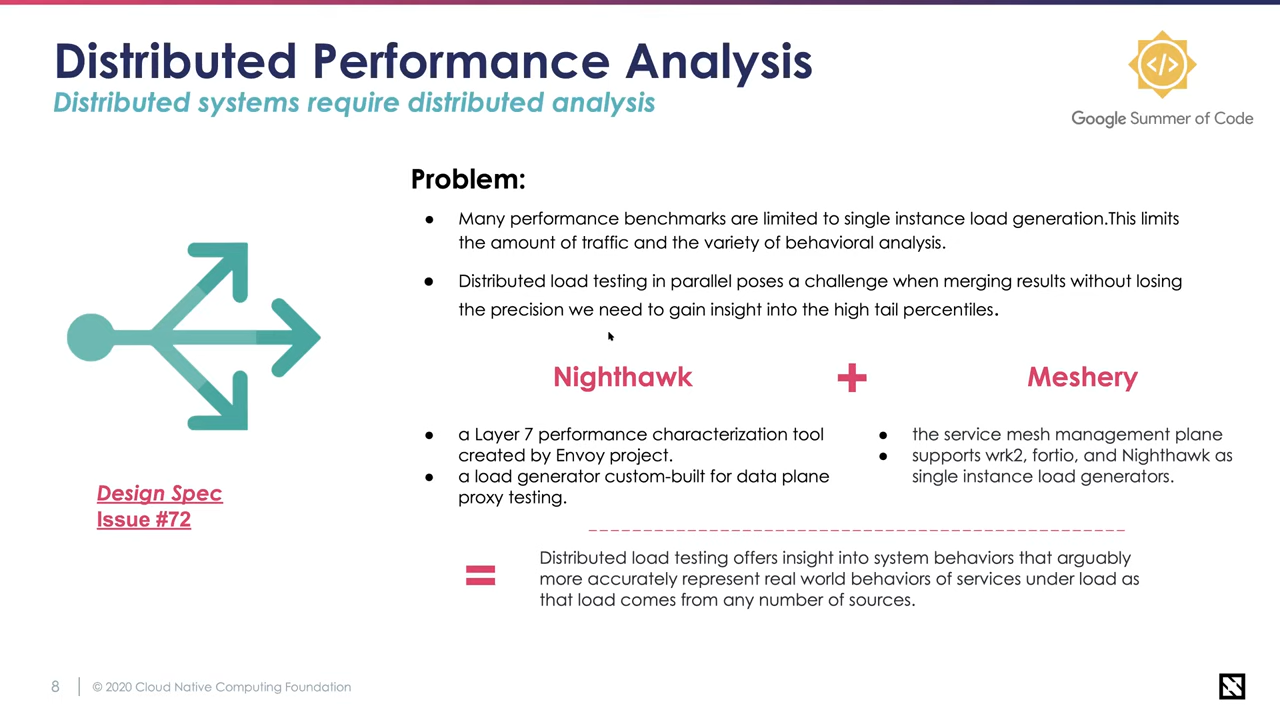 Distributed Performance Analysis
Distributed systems require distributed analysis
Google Summer of Code
Problem:
● Many performance benchmarks are limited to single instance load generation.This limits
the amount of traffic and the variety of behavioral analysis.
● Distributed load testing in parallel poses a challenge when merging results without losing
the precision we need to gain insight into the high tail percentiles.
Nighthawk + Meshery
● a Layer 7 performance characterization tool
created by Envoy project.
● a load generator custom-built for data plane
proxy testing.
● the service mesh management plane
● supports wrk2, fortio, and Nighthawk as
single instance load generators.
Design Spec
Issue #72
= Distributed load testing offers insight into system behaviors that arguably
more accurately represent real world behaviors of services under load as
that load comes from any number of sources.
8 © 2020 Cloud Native Computing Foundation